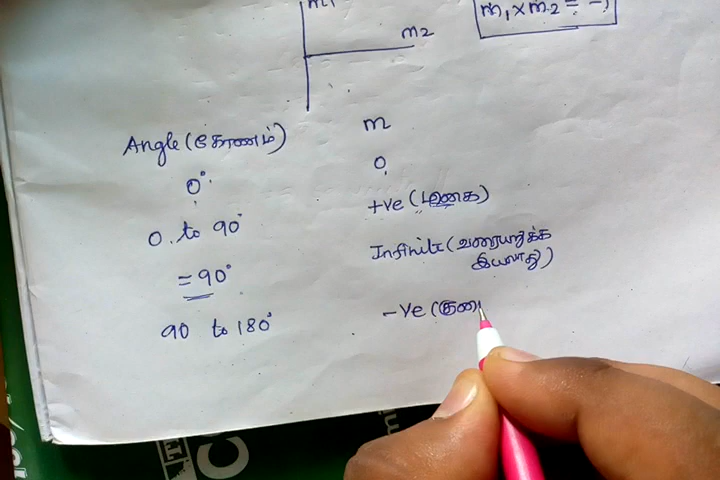 m1
m2
m1 x m2 = -1
Angle (கோணம்) m
0° 0
0 to 90° +ve (மிகை)
= 90° Infinite (வரையறுக்க
இயலாது)
90 to 180° -ve (குறை